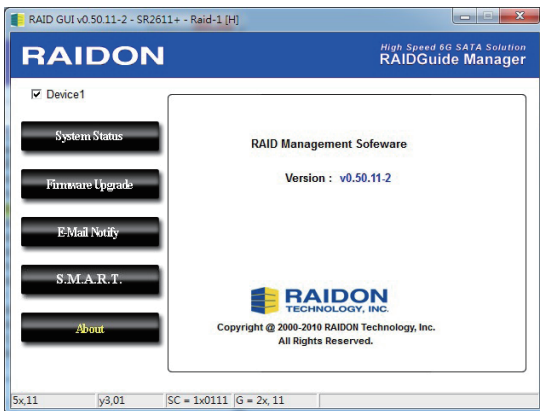 RAID GUI v0.50.11-2 - SR2611+ - Raid-1 [H]
RAIDON
High Speed 6G SATA Solution
RAIDGuide Manager
Device1
System Status
Firmware Upgrade
E-Mail Notify
S.M.A.R.T.
About
RAID Management Sofeware
Version : v0.50.11-2
RAIDON
TECHNOLOGY, INC.
Copyright @ 2000-2010 RAIDON Technology, Inc.
All Rights Reserved.
5x,11 y3,01 SC = 1x0111 G = 2x, 11